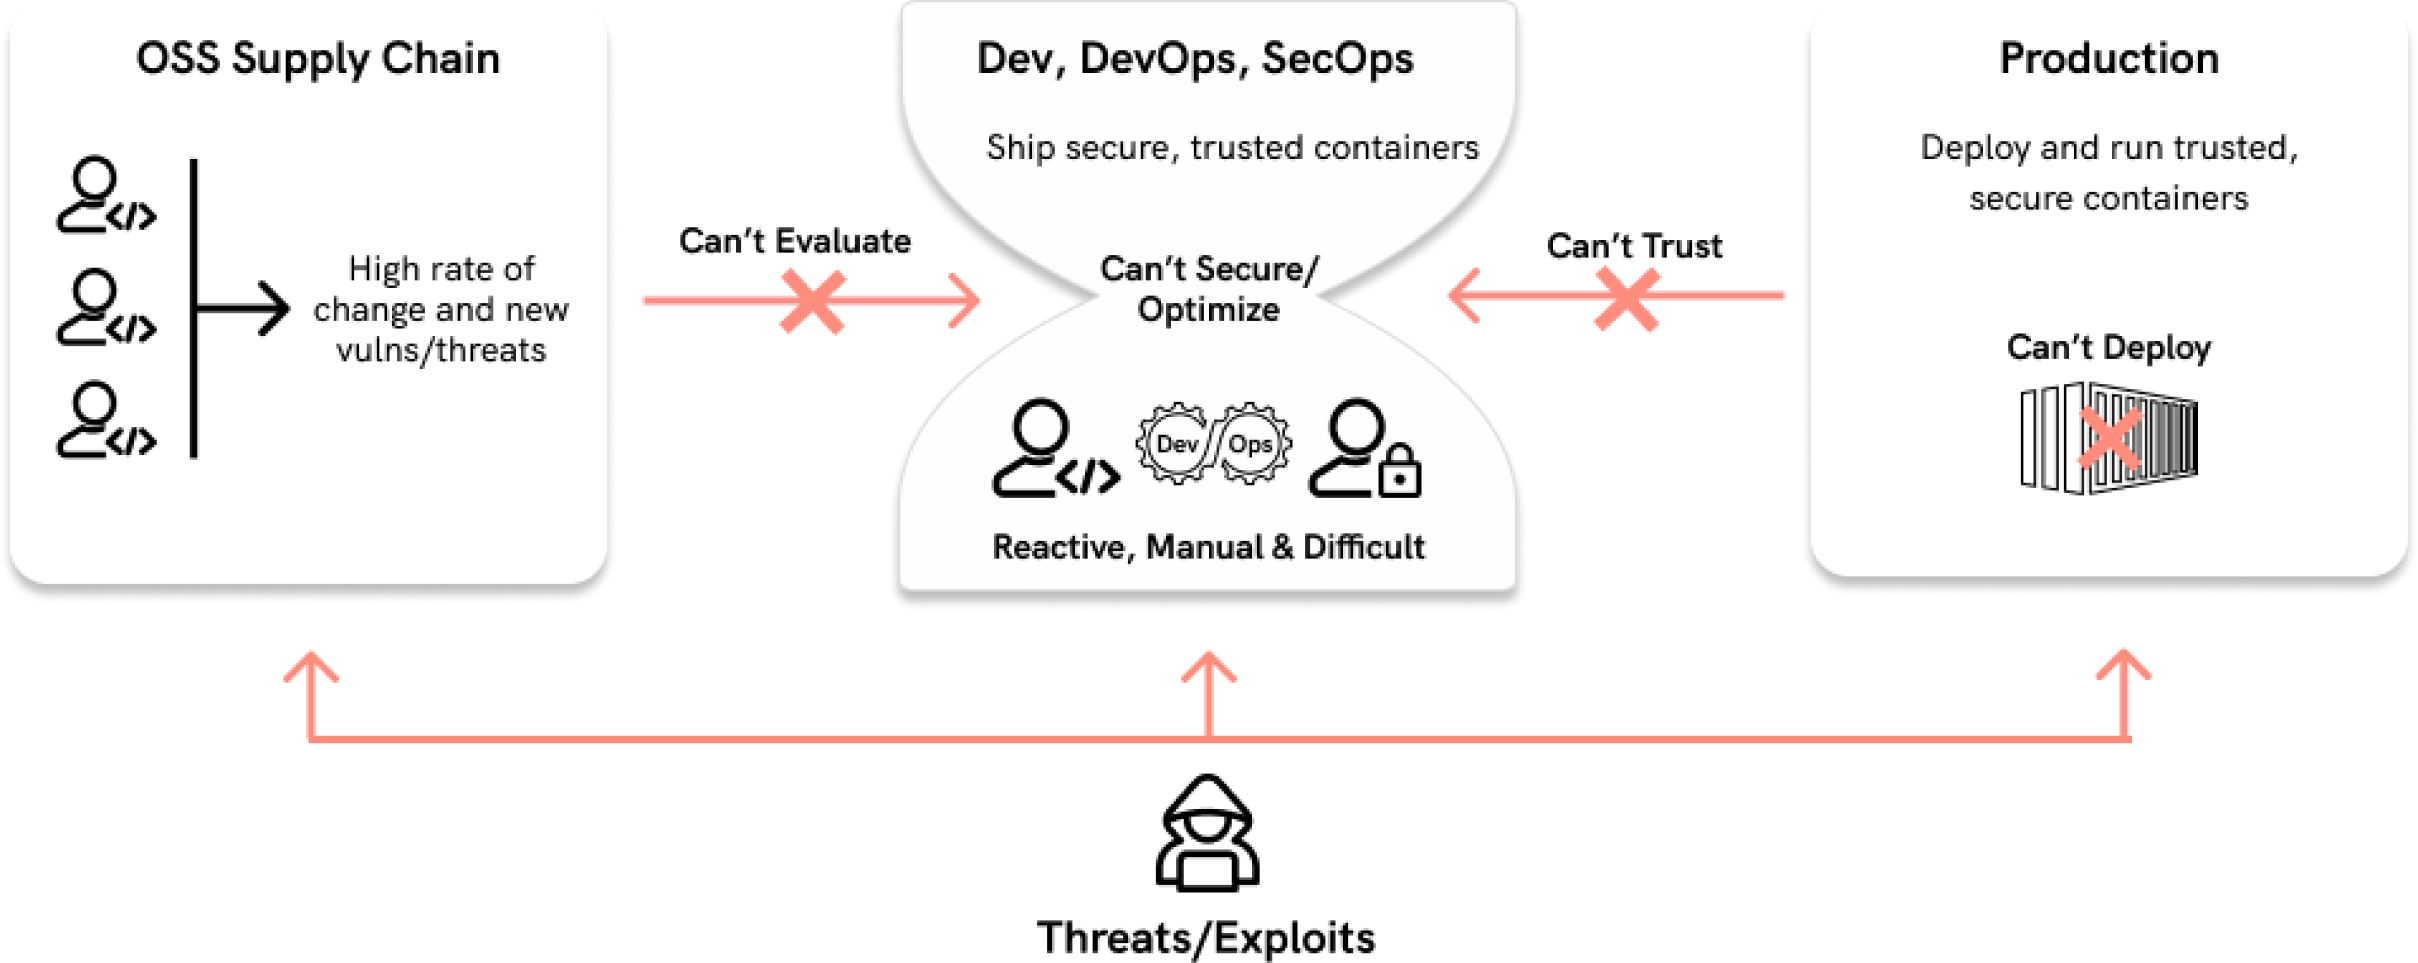 OSS Supply Chain
High rate of
change and new
vulns/threats
Can't Evaluate
Dev, DevOps, SecOps
Ship secure, trusted containers
Can't Secure/
Optimize
</>
</>
</>
</>
Dev
Ops
Reactive, Manual & Difficult
Can't Trust
Production
Deploy and run trusted,
secure containers
Can't Deploy
Threats/Exploits